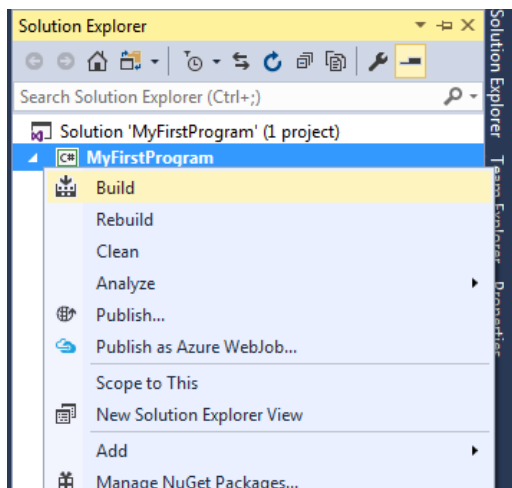 Solution Explorer
Search Solution Explorer (Ctrl+;)
Solution 'MyFirstProgram' (1 project)
C# MyFirstProgram
Build
Rebuild
Clean
Analyze
Publish...
Publish as Azure WebJob...
Scope to This
New Solution Explorer View
Add
Manage NuGet Packages...
Solution Explorer
Team Explorer
Properties